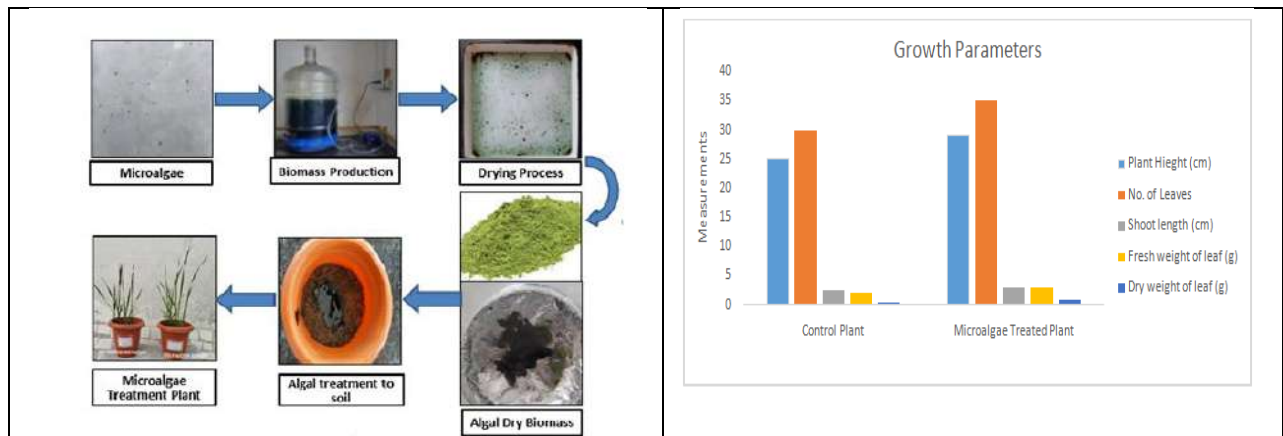 Microalgae
Biomass Production
Drying Process
Microalgae
Treatment Plant
Algal treatment to
soil
Algal Dry Biomass
Growth Parameters
Measurements
40
35
30
25
20
15
10
5
0
Control Plant
Microalgae Treated Plant
Plant Hieght (cm)
No. of Leaves
Shoot length (cm)
Fresh weight of leaf (g)
Dry weight of leaf (g)